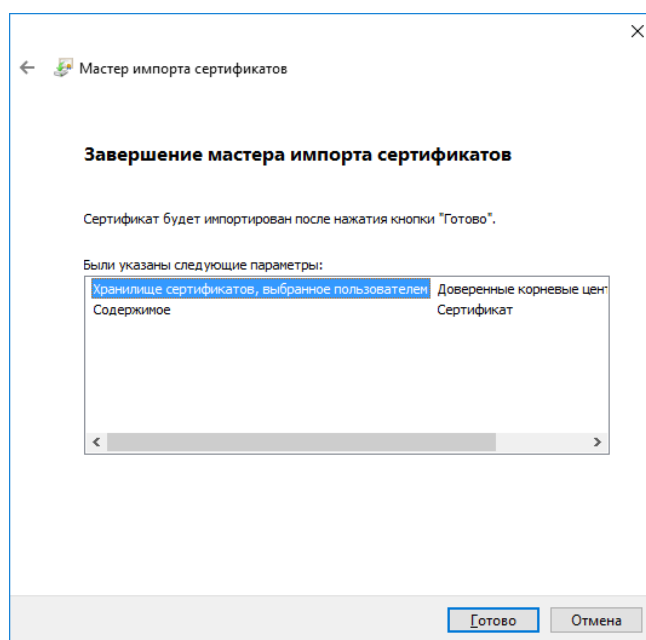 Мастер импорта сертификатов
Завершение мастера импорта сертификатов
Сертификат будет импортирован после нажатия кнопки "Готово".
Были указаны следующие параметры:
Хранилище сертификатов, выбранное пользователем Доверенные корневые цен
Содержимое Сертификат
Готово Отмена